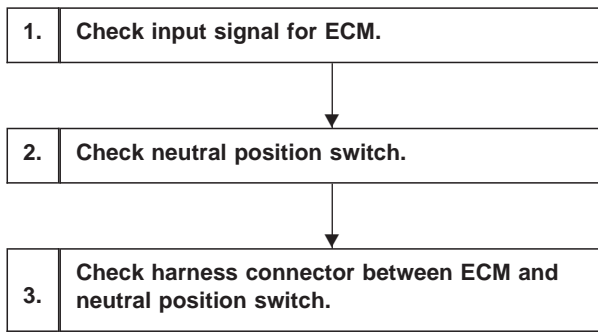 1. Check input signal for ECM.
2. Check neutral position switch.
3. Check harness connector between ECM and
neutral position switch.